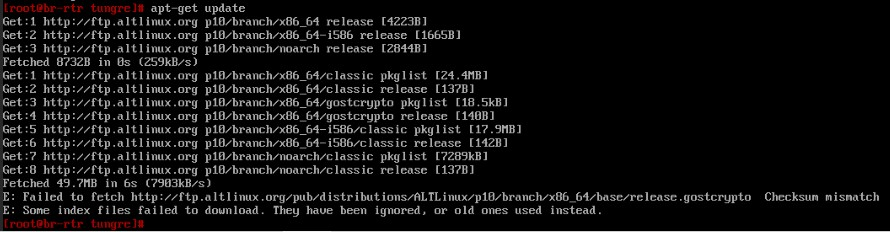 [root@br-rtr tungre]# apt-get update
Get:1 http://ftp.altlinux.org p10/branch/x86_64 release [4223B]
Get:2 http://ftp.altlinux.org p10/branch/x86_64-i586 release [1665B]
Get:3 http://ftp.altlinux.org p10/branch/noarch release [2844B]
Fetched 8732B in 0s (259kB/s)
Get:1 http://ftp.altlinux.org p10/branch/x86_64/classic pkglist [24.4MB]
Get:2 http://ftp.altlinux.org p10/branch/x86_64/classic release [137B]
Get:3 http://ftp.altlinux.org p10/branch/x86_64/gostcrypto pkglist [18.5kB]
Get:4 http://ftp.altlinux.org p10/branch/x86_64/gostcrypto release [140B]
Get:5 http://ftp.altlinux.org p10/branch/x86_64-i586/classic pkglist [17.9MB]
Get:6 http://ftp.altlinux.org p10/branch/x86_64-i586/classic release [142B]
Get:7 http://ftp.altlinux.org p10/branch/noarch/classic pkglist [7289kB]
Get:8 http://ftp.altlinux.org p10/branch/noarch/classic release [137B]
Fetched 49.7MB in 6s (7903kB/s)
E: Failed to fetch http://ftp.altlinux.org/pub/distributions/ALTLinux/p10/branch/x86_64/base/release.gostcrypto  Checksum mismatch
E: Some index files failed to download. They have been ignored, or old ones used instead.
[root@br-rtr tungre]#